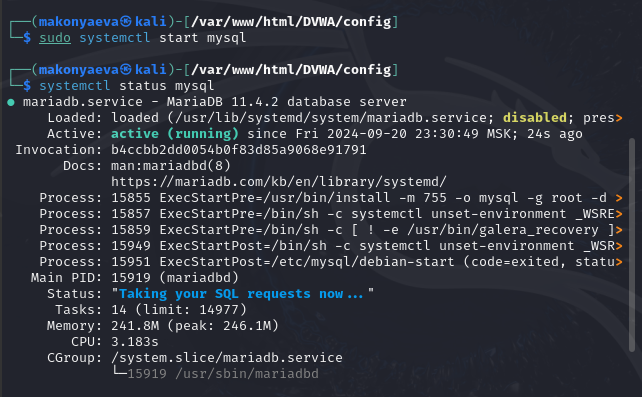 ┌──(makonyaeva㉿kali)-[/var/www/html/DVWA/config]
└─$ sudo systemctl start mysql
┌──(makonyaeva㉿kali)-[/var/www/html/DVWA/config]
└─$ systemctl status mysql
● mariadb.service - MariaDB 11.4.2 database server
Loaded: loaded (/usr/lib/systemd/system/mariadb.service; disabled; pres>
Active: active (running) since Fri 2024-09-20 23:30:49 MSK; 24s ago
Invocation: b4ccbb2dd0054b0f83d85a9068e91791
Docs: man:mariadbd(8)
https://mariadb.com/kb/en/library/systemd/
Process: 15855 ExecStartPre=/usr/bin/install -m 755 -o mysql -g root -d >
Process: 15857 ExecStartPre=/bin/sh -c systemctl unset-environment _WSRE>
Process: 15859 ExecStartPre=/bin/sh -c [ ! -e /usr/bin/galera_recovery ]>
Process: 15949 ExecStartPost=/bin/sh -c systemctl unset-environment _WSR>
Process: 15951 ExecStartPost=/etc/mysql/debian-start (code=exited, statu>
Main PID: 15919 (mariadbd)
Status: "Taking your SQL requests now..."
Tasks: 14 (limit: 14977)
Memory: 241.8M (peak: 246.1M)
CPU: 3.183s
CGroup: /system.slice/mariadb.service
└─15919 /usr/sbin/mariadbd